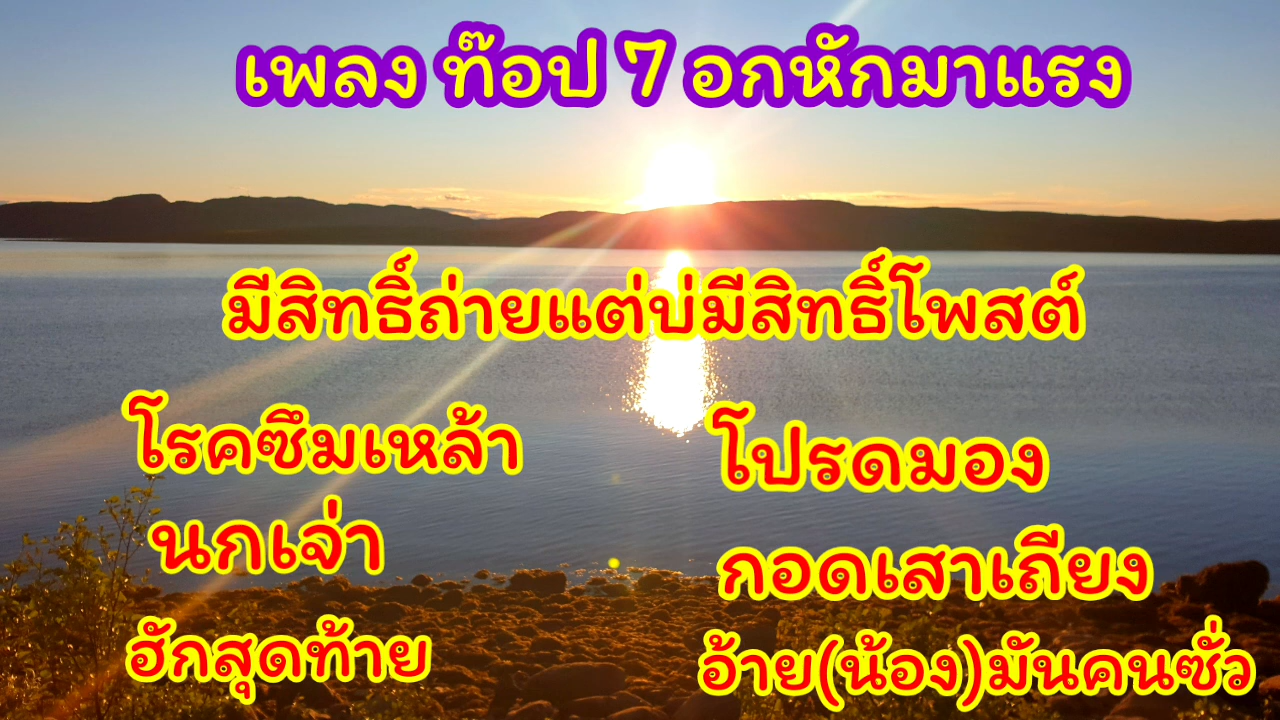 เพลง ท๊อป 7 อกหักมาแรง
มีสิทธิ์ถ่ายแต่บ่มีสิทธิ์โพสต์
โรคซึมเหล้า
โปรดมอง
นกเจ่า
กอดเสาเถียง
ฮักสุดท้าย
อ้าย(น้อง)มันคนซั่ว